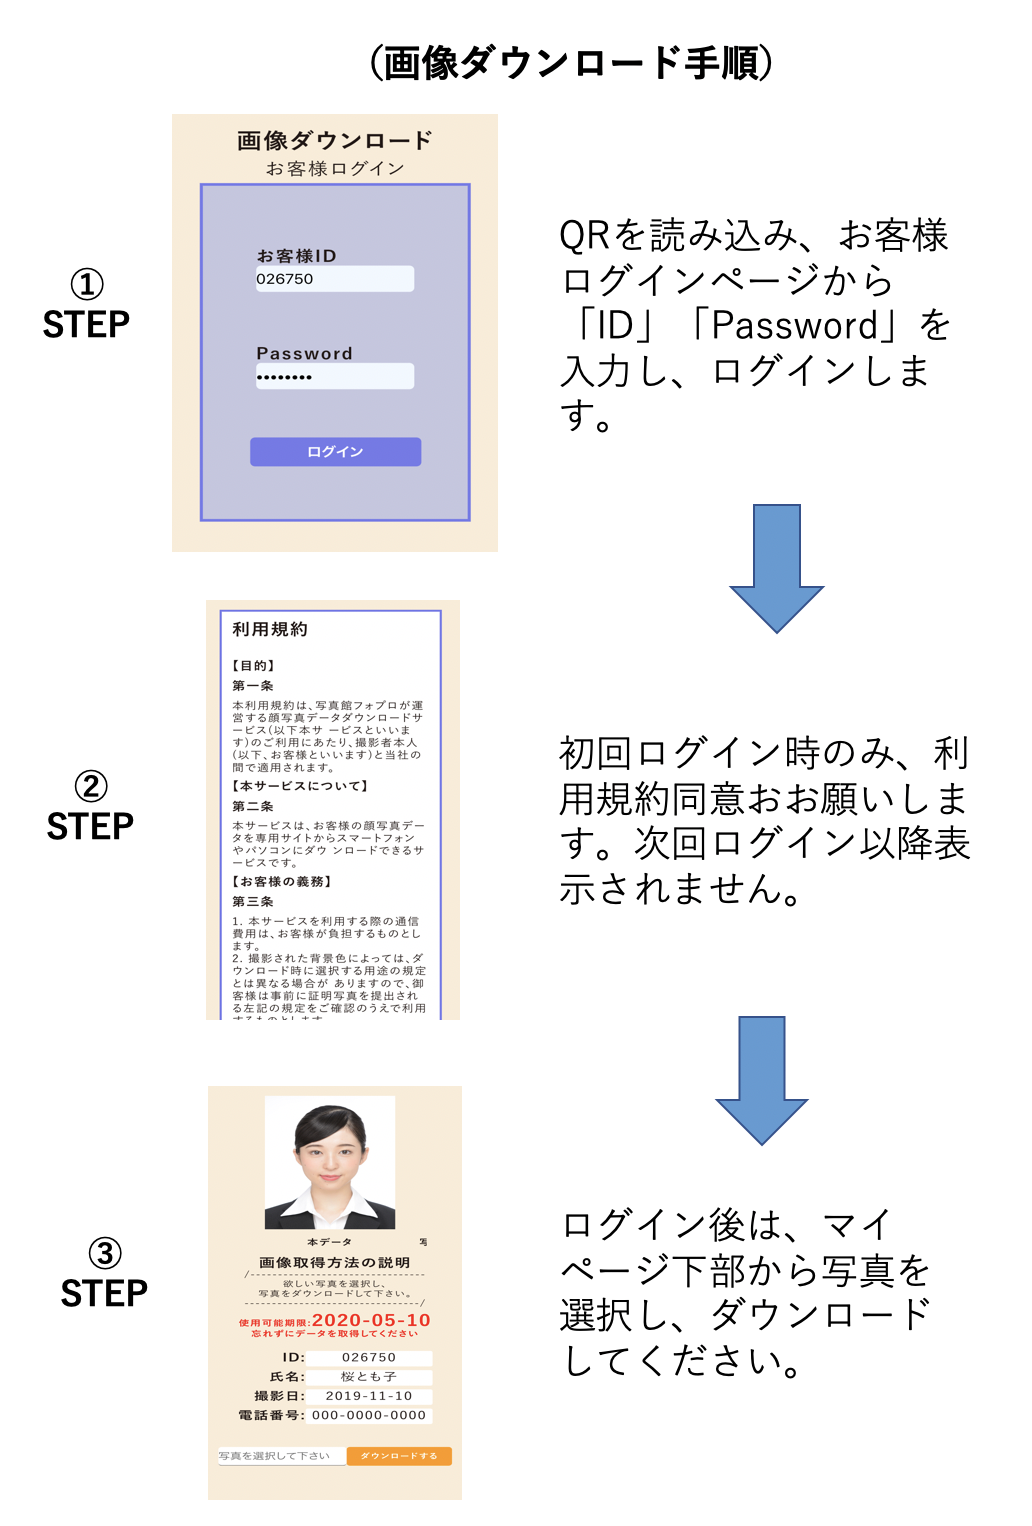 (画像ダウンロード手順)
画像ダウンロード
お客様ログイン
お客様ID
026750
Password
••••••••
ログイン
①
STEP
QRを読み込み、お客様
ログインページから
「ID」「Password」を
入力し、ログインしま
す。
利用規約
【目的】
第一条
本利用規約は、写真館フォプロが運
営する顔写真データダウンロードサ
ービス(以下本サ ービスといいま
す)のご利用にあたり、撮影者本人
(以下、お客様といいます)と当社の
間で適用されます。
【本サービスについて】
第二条
本サービスは、お客様の顔写真デー
タを専用サイトからスマートフォン
やパソコンにダウ ンロードできるサ
ービスです。
【お客様の義務】
第三条
1. 本サービスを利用する際の通信
費用は、お客様が負担するものとし
ます。
2. 撮影された背景色によっては、ダ
ウンロード時に選択する用途の規定
とは異なる場合が ありますので、御
客様は事前に証明写真を提出され
る左記の規定をご確認のうえで利用
するものとします
②
STEP
初回ログイン時のみ、利
用規約同意おお願いしま
す。次回ログイン以降表
示されません。
本データ
画像取得方法の説明
欲しい写真を選択し、
写真をダウンロードして下さい。
使用可能期限:2020-05-10
忘れずにデータを取得してください
ID: 026750
氏名: 桜とも子
撮影日: 2019-11-10
電話番号: 000-0000-0000
写真を選択して下さい ダウンロードする
③
STEP
ログイン後は、マイ
ページ下部から写真を
選択し、ダウンロード
してください。